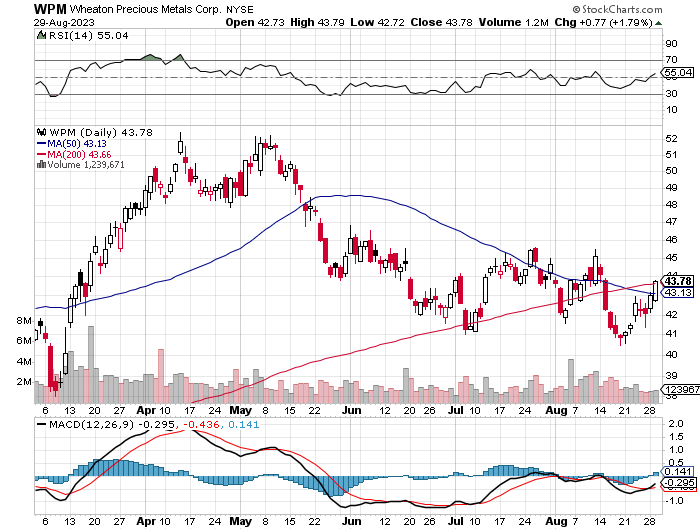 WPM Wheaton Precious Metals Corp. NYSE © StockCharts.com
29-Aug-2023 Open 42.73 High 43.79 Low 42.72 Close 43.78 Volume 1.2M Chg +0.77 (+1.79%)
RSI(14) 55.04
90
70
55.04
50
30
10
WPM (Daily) 43.78
MA(50) 43.13
MA(200) 43.66
Volume 1,239,671
52
51
50
49
48
47
46
45
44
43.78
43.13
42
41
40
39
38
8M
6M
4M
2M
123967
6 13 20 27 Apr 10 17 24 May 8 15 22 Jun 12 20 26 Jul 10 17 24 Aug 7 14 21 28
MACD(12,26,9) -0.295, -0.436, 0.141
2.0
1.5
1.0
0.5
0.141
-0.295
-1.0
6 13 20 27 Apr 10 17 24 May 8 15 22 Jun 12 20 26 Jul 10 17 24 Aug 7 14 21 28